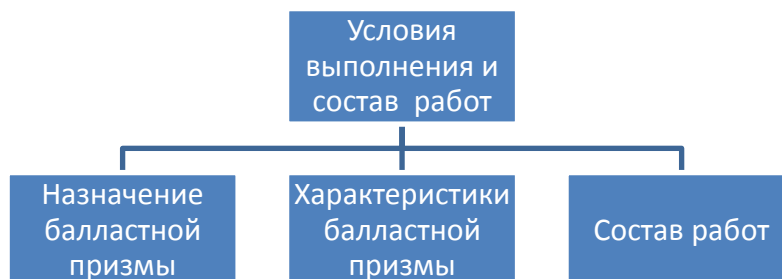 Условия
выполнения и
состав работ
Назначение
балластной
призмы
Характеристики
балластной
призмы
Состав работ